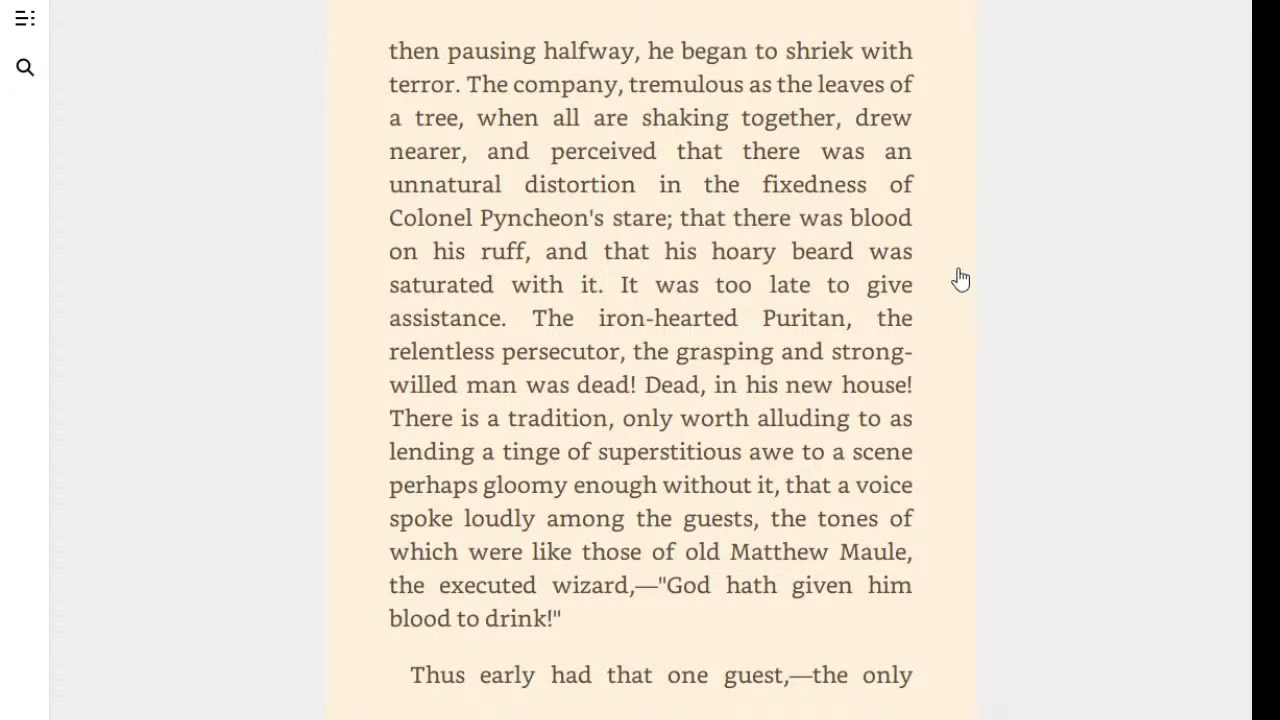 then pausing halfway, he began to shriek with
terror. The company, tremulous as the leaves of
a tree, when all are shaking together, drew
nearer, and perceived that there was an
unnatural distortion in the fixedness of
Colonel Pyncheon's stare; that there was blood
on his ruff, and that his hoary beard was
saturated with it. It was too late to give
assistance. The iron-hearted Puritan, the
relentless persecutor, the grasping and strong-
willed man was dead! Dead, in his new house!
There is a tradition, only worth alluding to as
lending a tinge of superstitious awe to a scene
perhaps gloomy enough without it, that a voice
spoke loudly among the guests, the tones of
which were like those of old Matthew Maule,
the executed wizard,—"God hath given him
blood to drink!"
Thus early had that one guest,—the only